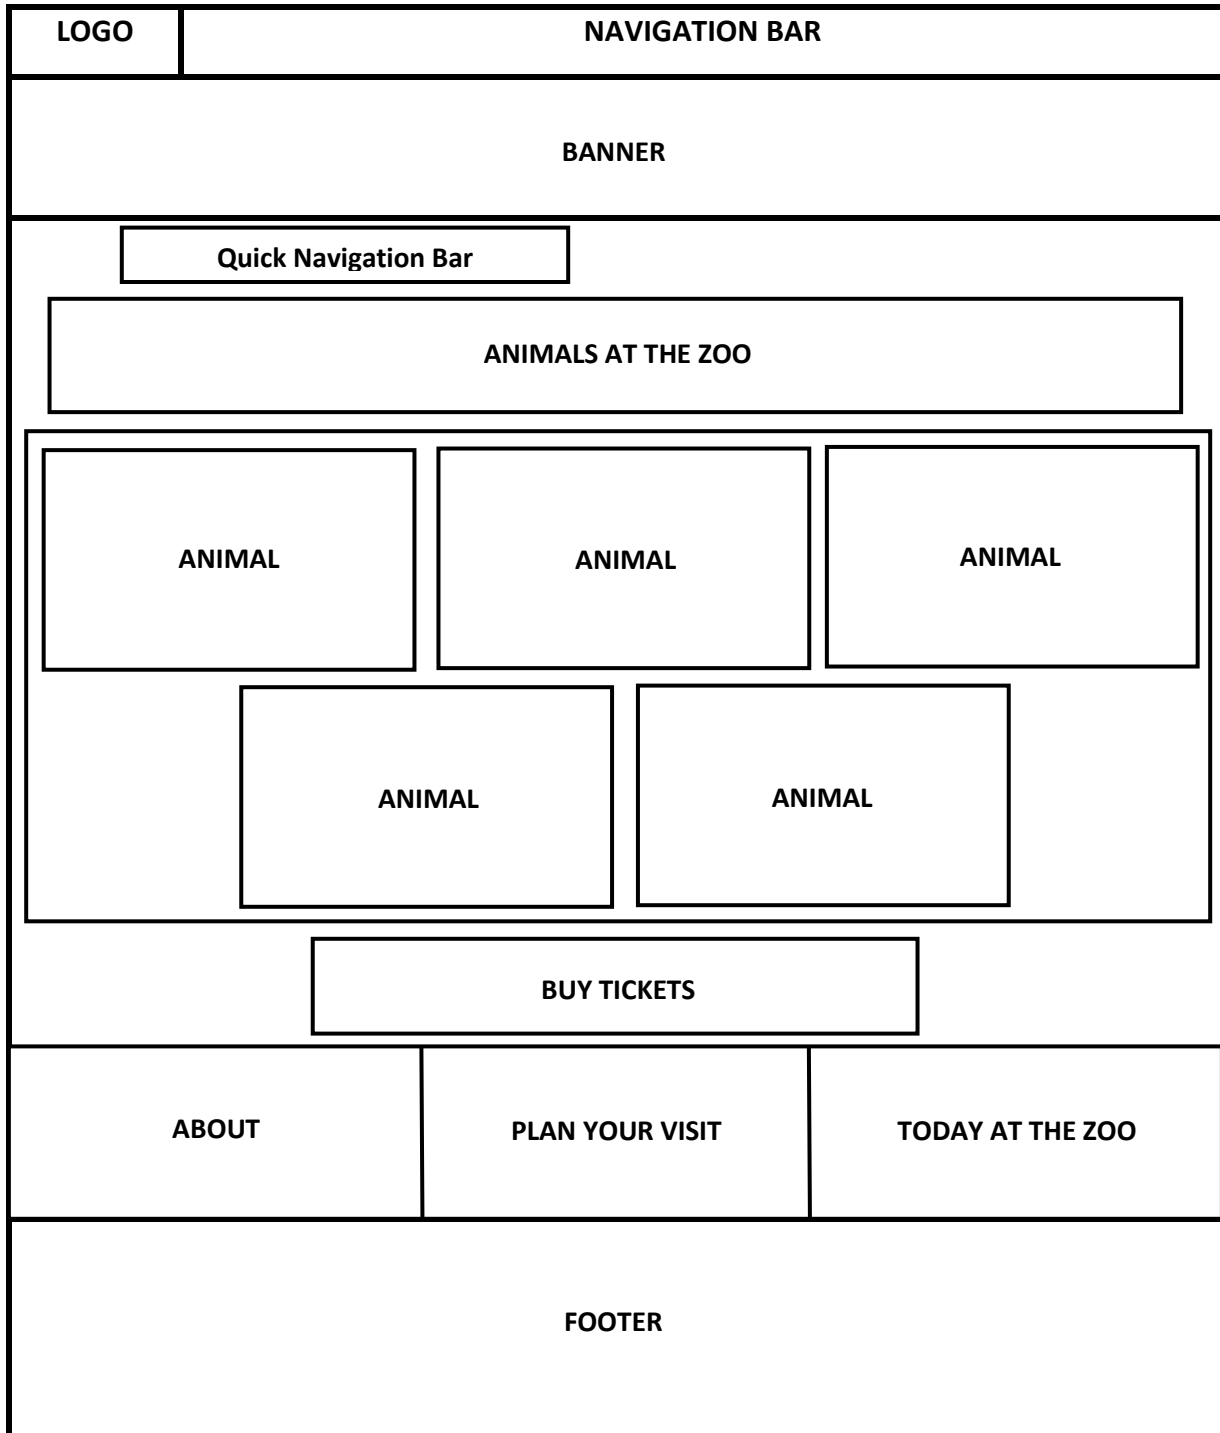 LOGO
NAVIGATION BAR
BANNER
Quick Navigation Bar
ANIMALS AT THE ZOO
ANIMAL
ANIMAL
ANIMAL
ANIMAL
ANIMAL
BUY TICKETS
ABOUT
PLAN YOUR VISIT
TODAY AT THE ZOO
FOOTER